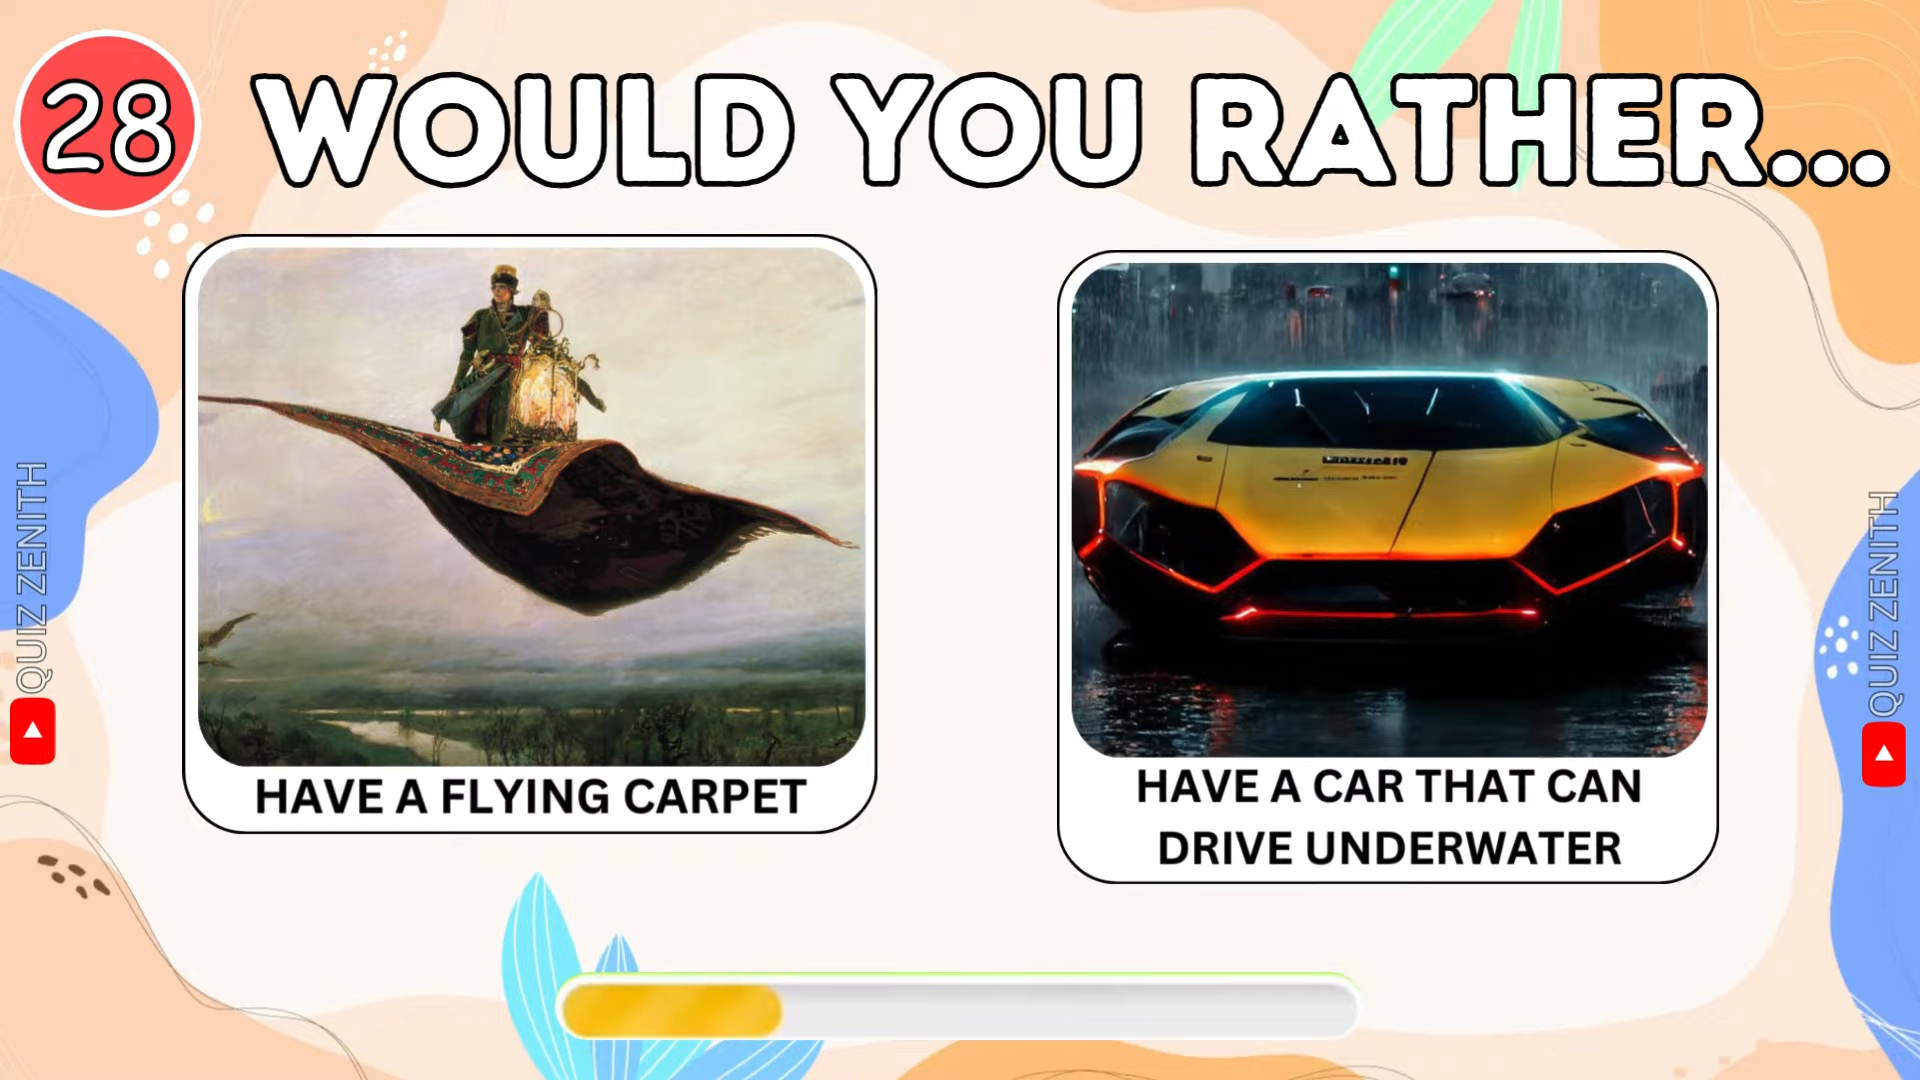 28
WOULD YOU RATHER...
HAVE A FLYING CARPET
HAVE A CAR THAT CAN
DRIVE UNDERWATER
QUIZ ZENITH
QUIZ ZENITH